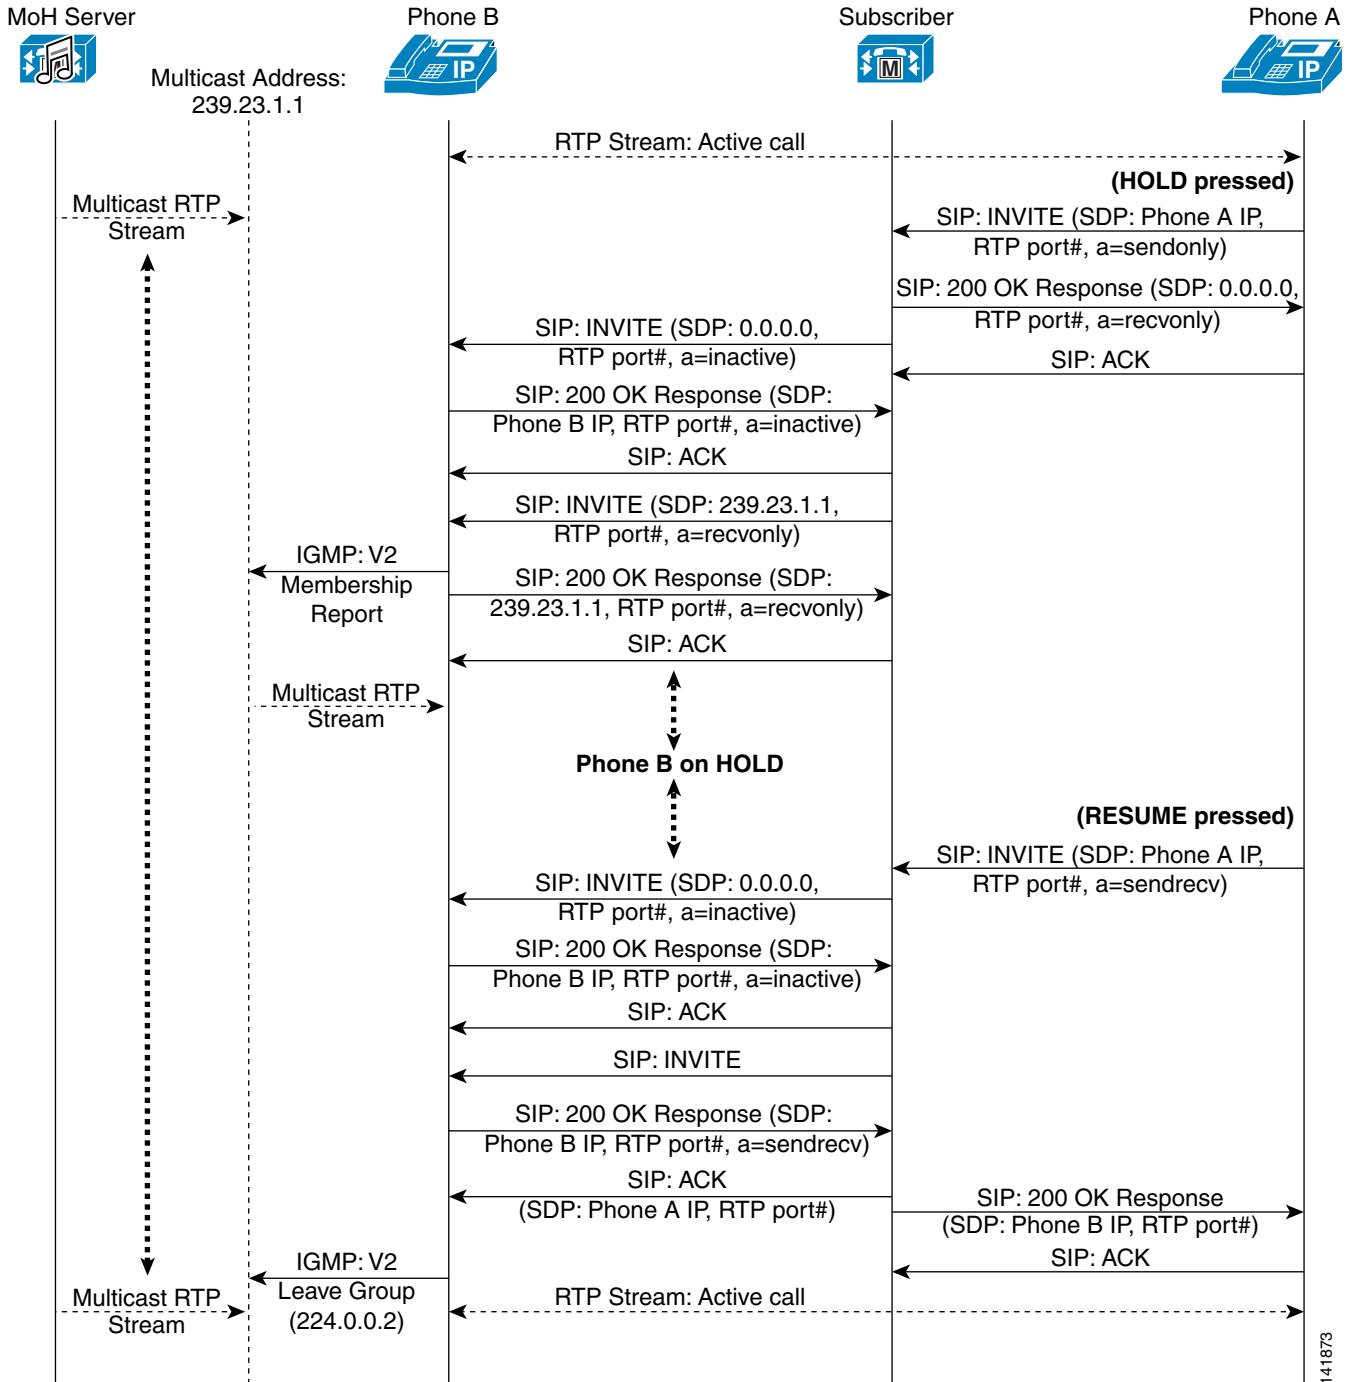 MoH Server
Phone B
Subscriber
Phone A
IP
M
IP
Multicast Address:
239.23.1.1
RTP Stream: Active call
(HOLD pressed)
Multicast RTP
Stream
SIP: INVITE (SDP: Phone A IP,
RTP port#, a=sendonly)
SIP: 200 OK Response (SDP: 0.0.0.0,
RTP port#, a=recvonly)
SIP: INVITE (SDP: 0.0.0.0,
RTP port#, a=inactive)
SIP: ACK
SIP: 200 OK Response (SDP:
Phone B IP, RTP port#, a=inactive)
SIP: ACK
SIP: INVITE (SDP: 239.23.1.1,
RTP port#, a=recvonly)
IGMP: V2
Membership
Report
SIP: 200 OK Response (SDP:
239.23.1.1, RTP port#, a=recvonly)
SIP: ACK
Multicast RTP
Stream
Phone B on HOLD
(RESUME pressed)
SIP: INVITE (SDP: Phone A IP,
RTP port#, a=sendrecv)
SIP: INVITE (SDP: 0.0.0.0,
RTP port#, a=inactive)
SIP: 200 OK Response (SDP:
Phone B IP, RTP port#, a=inactive)
SIP: ACK
SIP: INVITE
SIP: 200 OK Response (SDP:
Phone B IP, RTP port#, a=sendrecv)
SIP: ACK
(SDP: Phone A IP, RTP port#)
SIP: 200 OK Response
(SDP: Phone B IP, RTP port#)
SIP: ACK
IGMP: V2
Leave Group
(224.0.0.2)
Multicast RTP
Stream
RTP Stream: Active call
141873